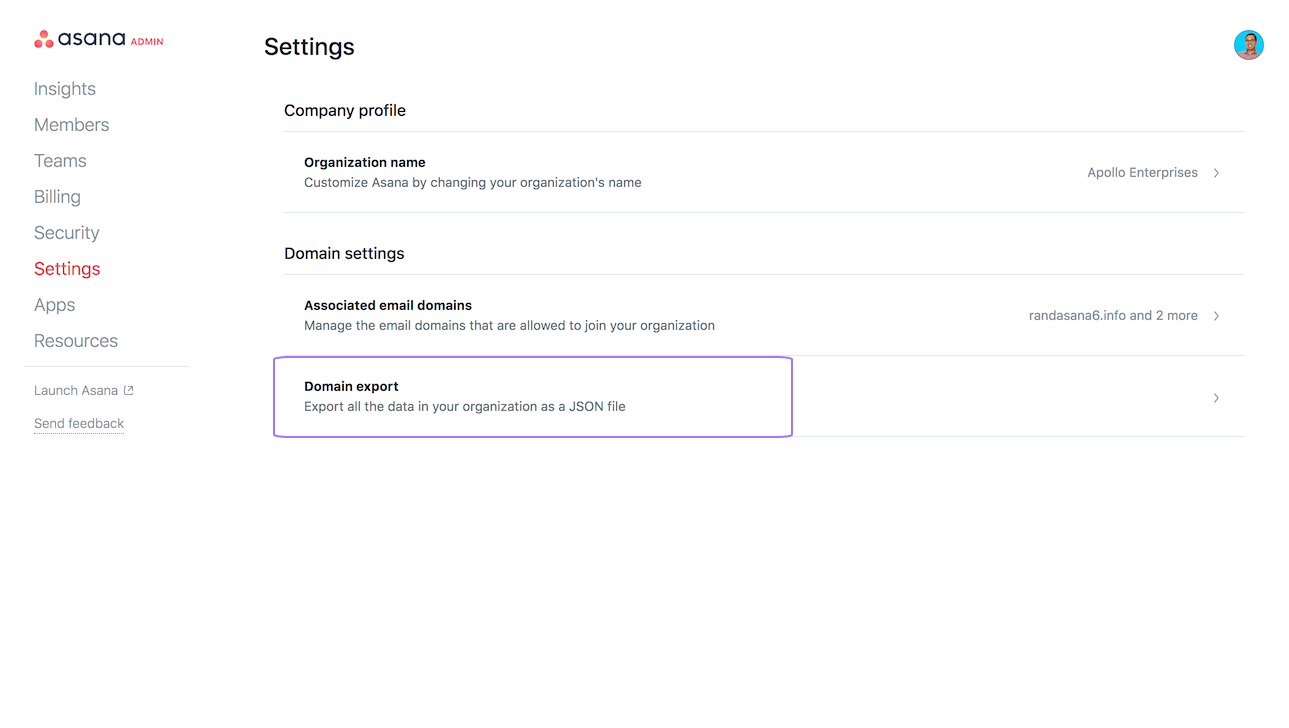 asana ADMIN
Insights
Members
Teams
Billing
Security
Settings
Apps
Resources
Launch Asana
Send feedback
Settings
Company profile
Organization name
Customize Asana by changing your organization's name
Apollo Enterprises
Domain settings
Associated email domains
Manage the email domains that are allowed to join your organization
randasana6.info and 2 more
Domain export
Export all the data in your organization as a JSON file